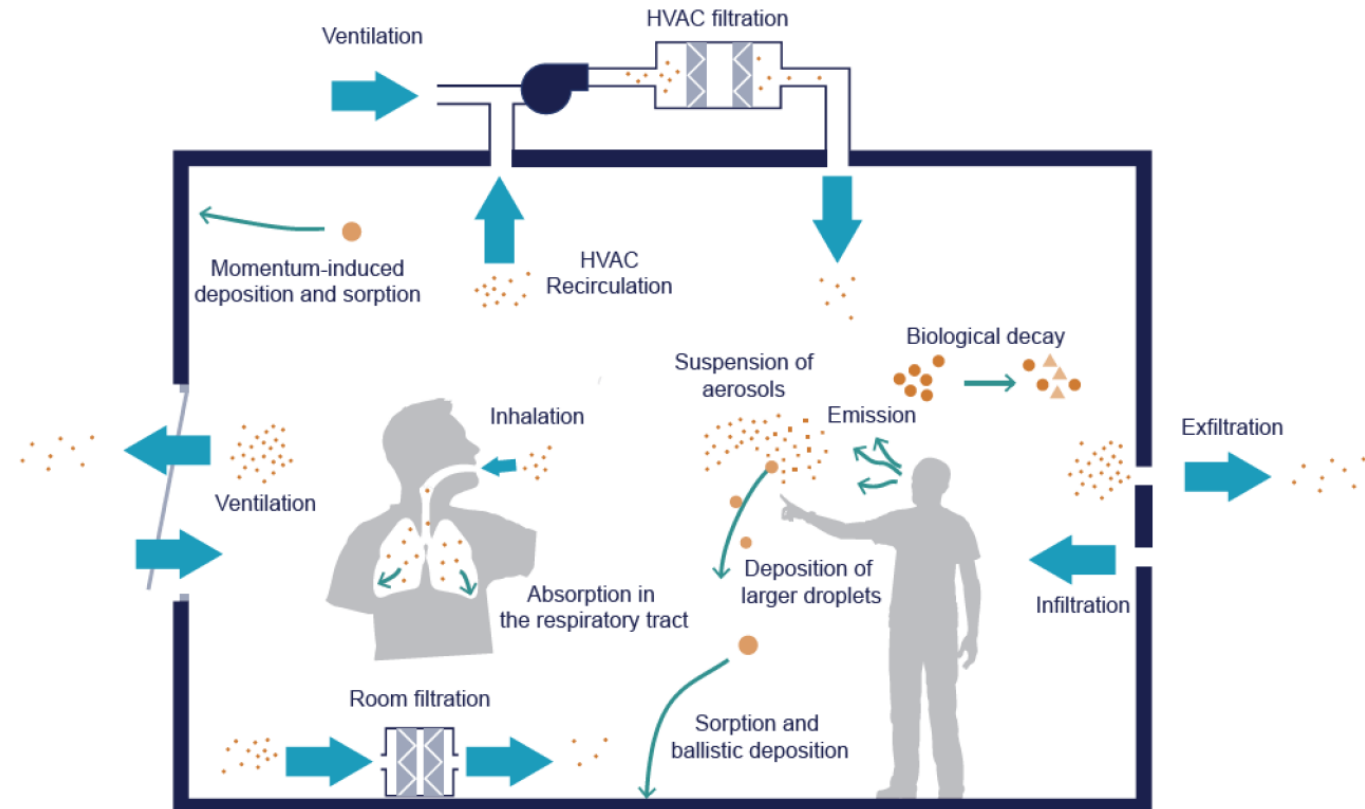 HVAC filtration
Ventilation
Momentum-induced
deposition and sorption
HVAC
Recirculation
Biological decay
Suspension of
aerosols
Emission
Inhalation
Exfiltration
Ventilation
Deposition of
larger droplets
Absorption in
the respiratory tract
Infiltration
Room filtration
Sorption and
ballistic deposition